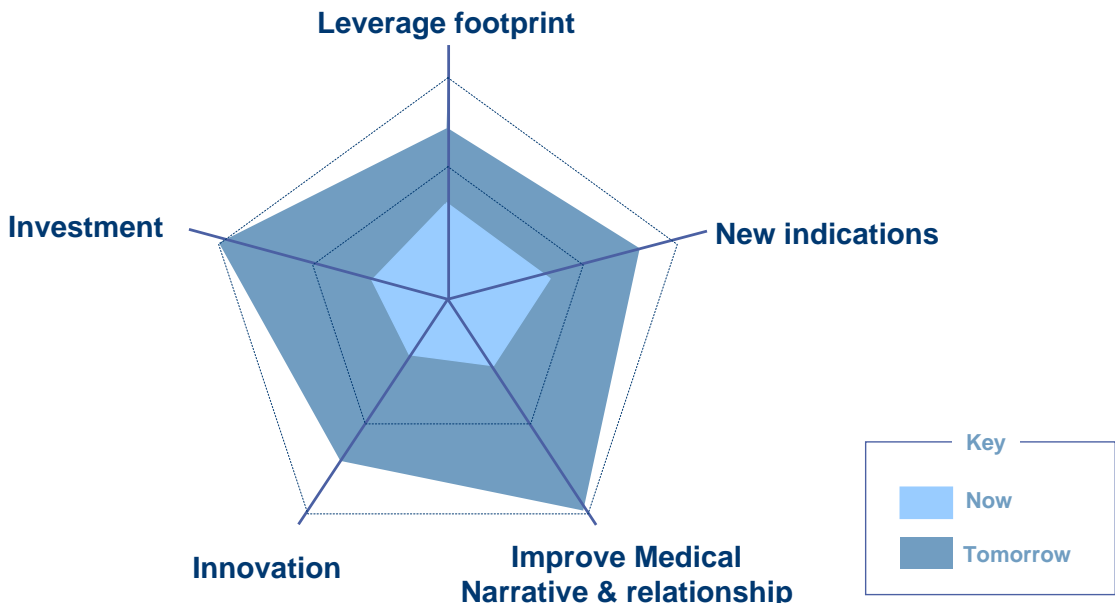 Leverage footprint
Investment
New indications
Innovation
Improve Medical
Narrative & relationship
Key
Now
Tomorrow